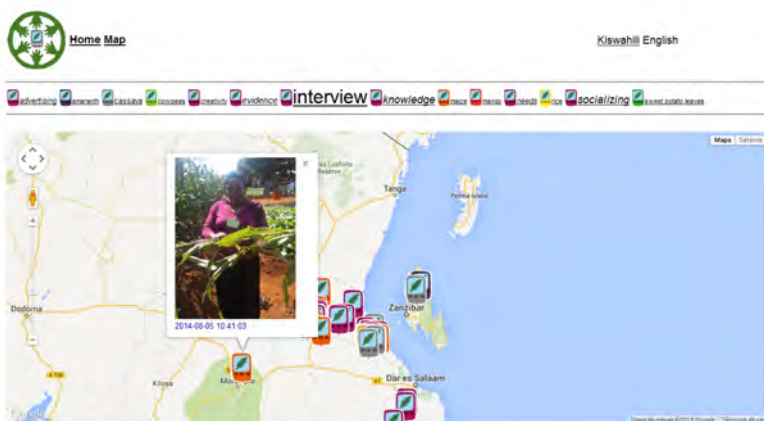 Home Map
Kiswahili English
advertising amaranth cassava cowpeas creativity evidence interview knowledge maize mango needs rice socializing sweet potato leaves
Mapa Satélite
Tanga
Pemba Island
Zanzibar
2014-08-05 10:41:03
Dodoma
Kilosa
Dar es Salaam